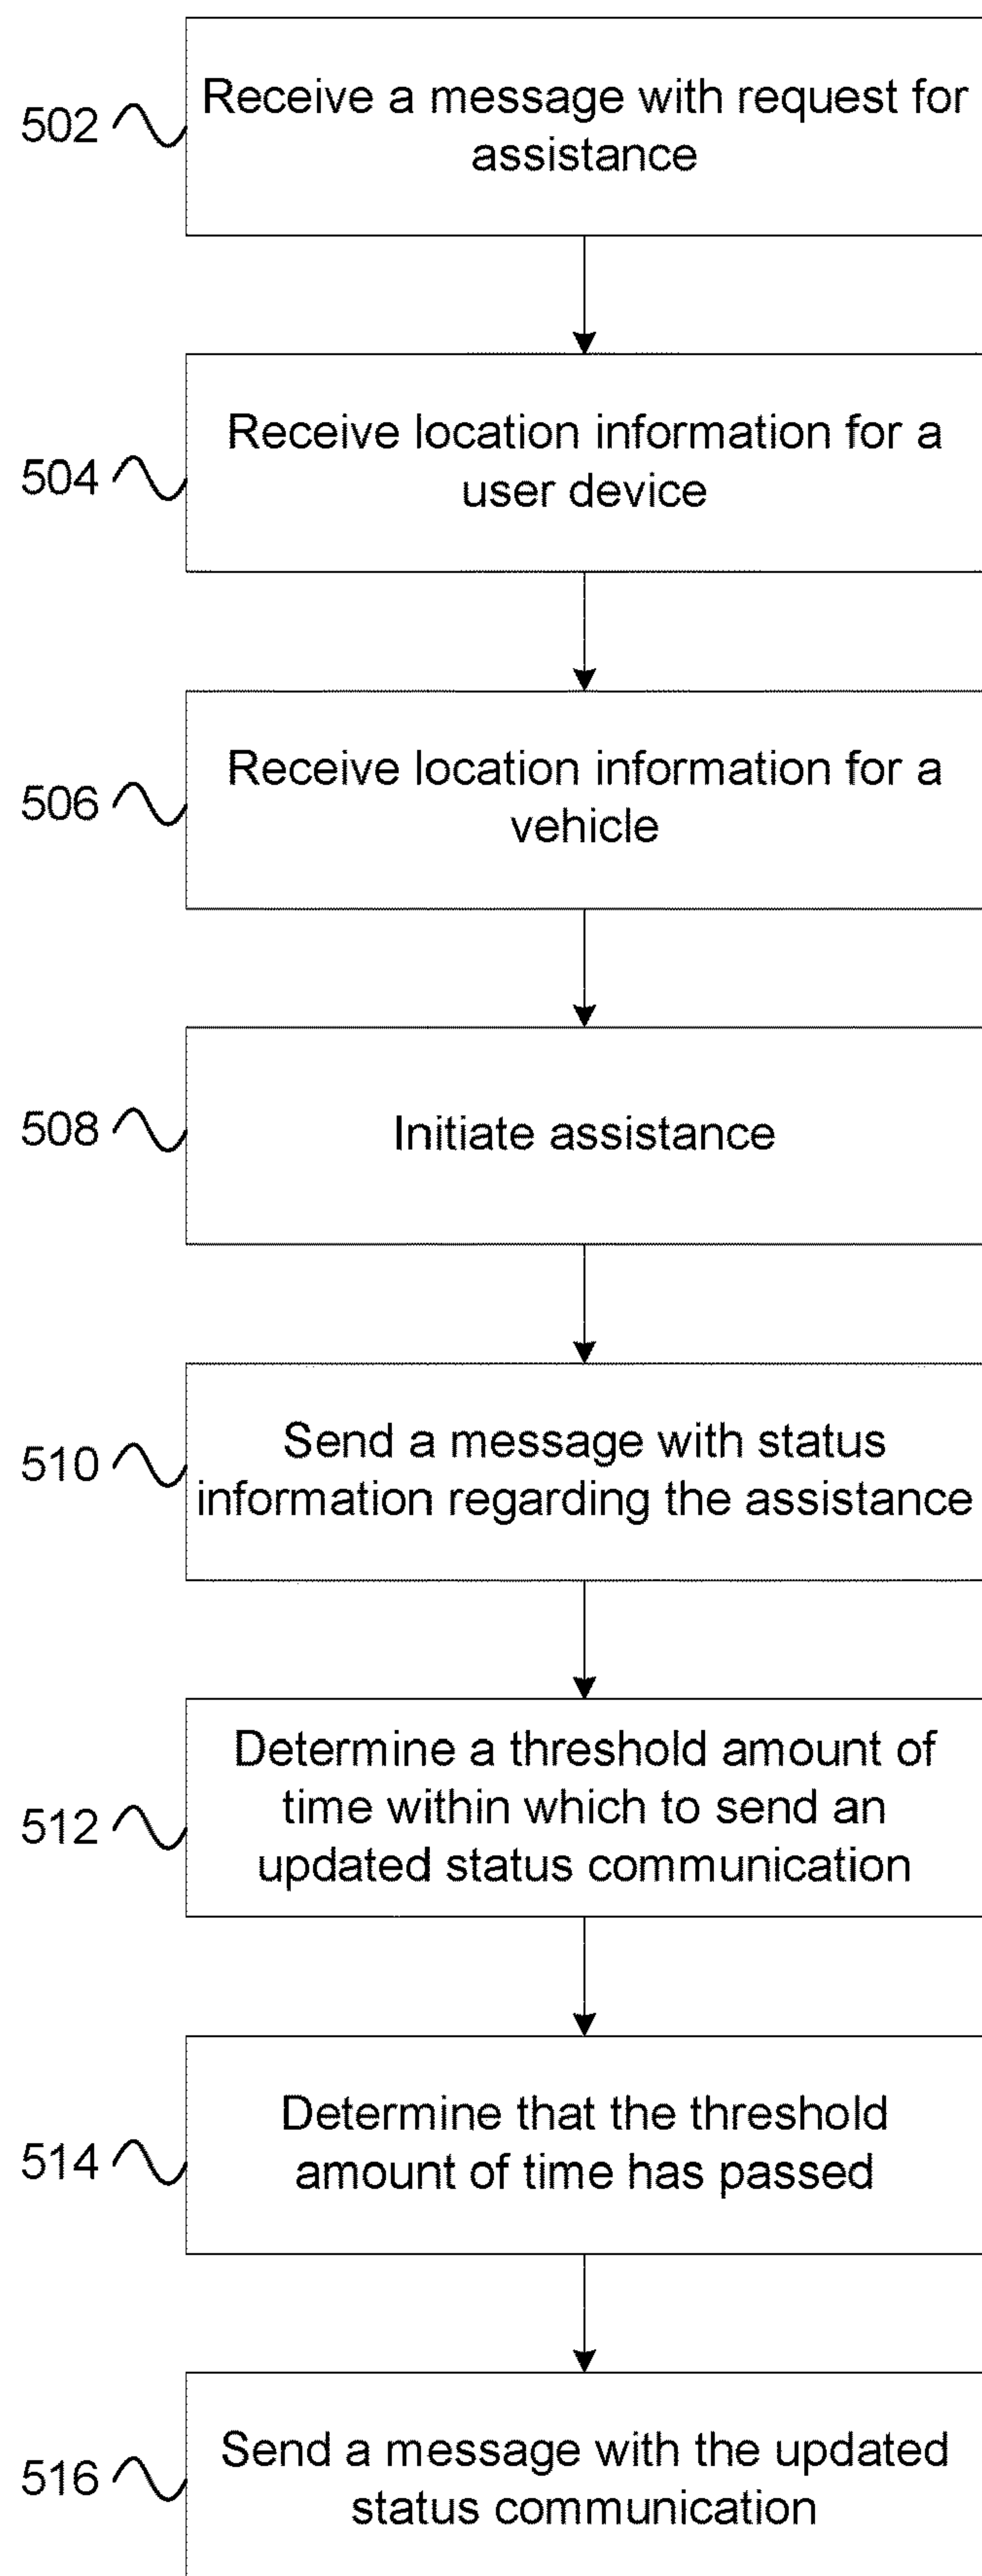 502
Receive a message with request for
assistance
504
Receive location information for a
user device
506
Receive location information for a
vehicle
508
Initiate assistance
510
Send a message with status
information regarding the assistance
512
Determine a threshold amount of
time within which to send an
updated status communication
514
Determine that the threshold
amount of time has passed
516
Send a message with the updated
status communication